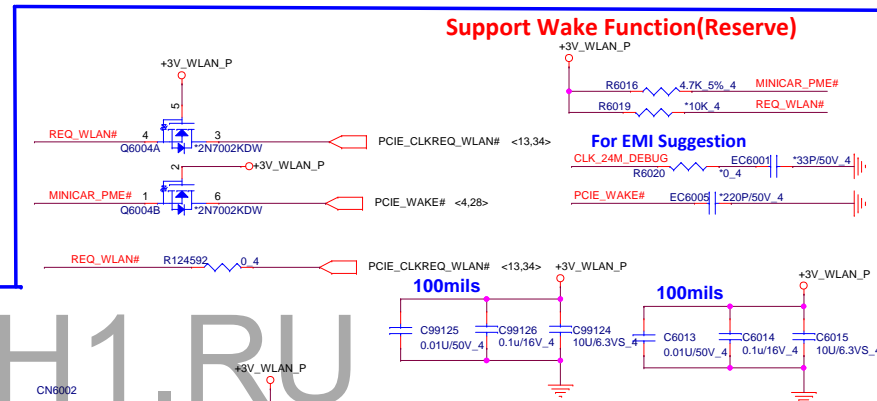 Support Wake Function(Reserve)
+3V_WLAN_P
+3V_WLAN_P
R6016 4.7K_5%_4 MINICAR_PME#
R6019 *10K_4 REQ_WLAN#
5
REQ_WLAN# 4 3 PCIE_CLKREQ_WLAN# <13,34>
Q6004A *2N7002KDW
For EMI Suggestion
2 +3V_WLAN_P
CLK_24M_DEBUG EC6001 *33P/50V_4
R6020 *0_4
MINICAR_PME# 1 6 PCIE_WAKE# <4,28>
Q6004B *2N7002KDW
PCIE_WAKE# EC6005 *220P/50V_4
REQ_WLAN# R124592 0_4 PCIE_CLKREQ_WLAN# <13,34>
+3V_WLAN_P
+3V_WLAN_P
100mils
100mils
C99125 C99126 C99124
0.01U/50V_4 0.1u/16V_4 10U/6.3VS_4
C6013 C6014 C6015
0.01U/50V_4 0.1u/16V_4 10U/6.3VS_4
H1.RU
+3V_WLAN_P
CN6002